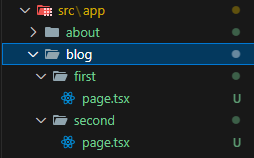 src\app
about
blog
first
page.tsx U
second
page.tsx U